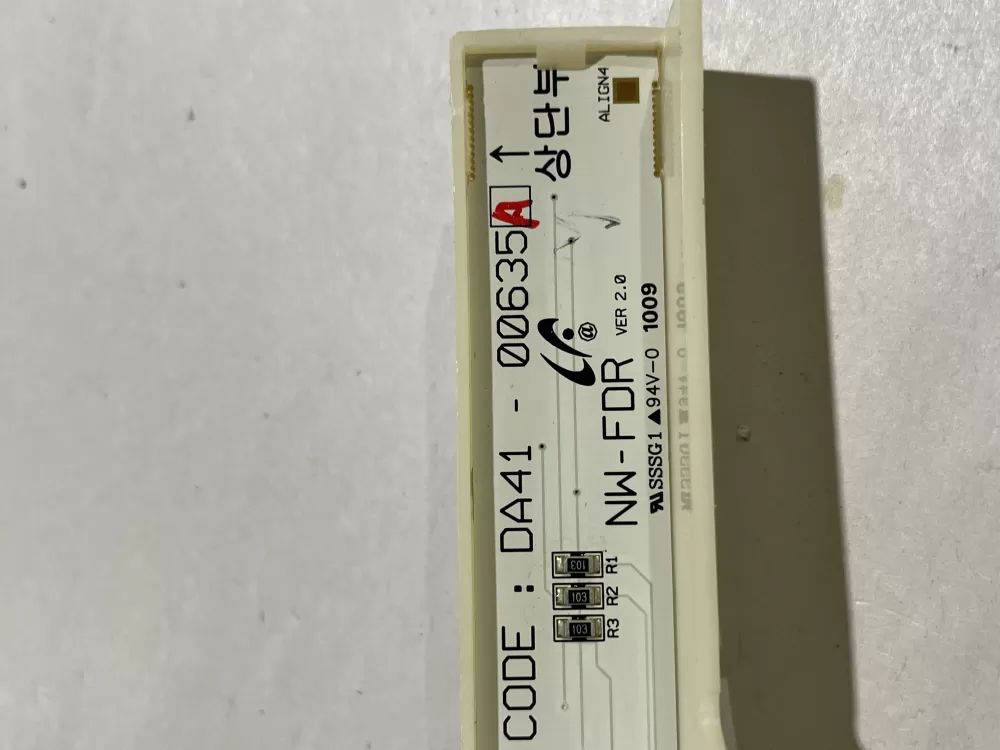 CODE : DA41 - 00635A ↑
상단부
ALIGN4
@
NW-FDR VER 2.0
SSSG1 ▲94V-0 1009
R1
103
R2
103
R3
103